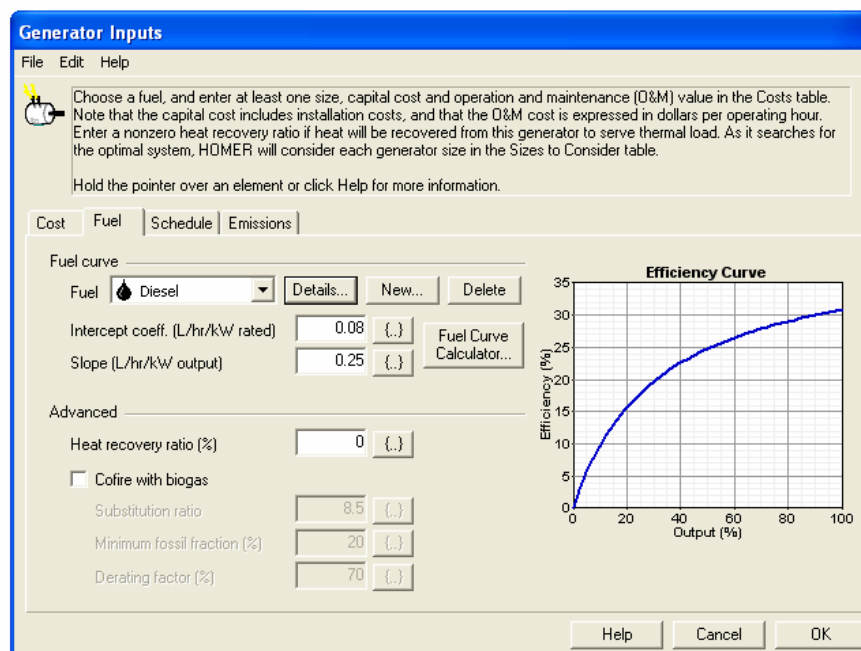 Generator Inputs
File Edit Help
Choose a fuel, and enter at least one size, capital cost and operation and maintenance (O&M) value in the Costs table.
Note that the capital cost includes installation costs, and that the O&M cost is expressed in dollars per operating hour.
Enter a nonzero heat recovery ratio if heat will be recovered from this generator to serve thermal load. As it searches for
the optimal system, HOMER will consider each generator size in the Sizes to Consider table.
Hold the pointer over an element or click Help for more information.
Cost Fuel Schedule Emissions
Fuel curve
Fuel Diesel Details... New... Delete
Intercept coeff. (L/hr/kW rated) 0.08 {..}
Slope (L/hr/kW output) 0.25 {..}
Fuel Curve
Calculator...
Advanced
Heat recovery ratio (%) 0 {..}
Cofire with biogas
Substitution ratio 8.5 {..}
Minimum fossil fraction (%) 20 {..}
Derating factor (%) 70 {..}
Efficiency Curve
Efficiency (%)
35
30
25
20
15
10
5
0
0 20 40 60 80 100
Output (%)
Help Cancel OK